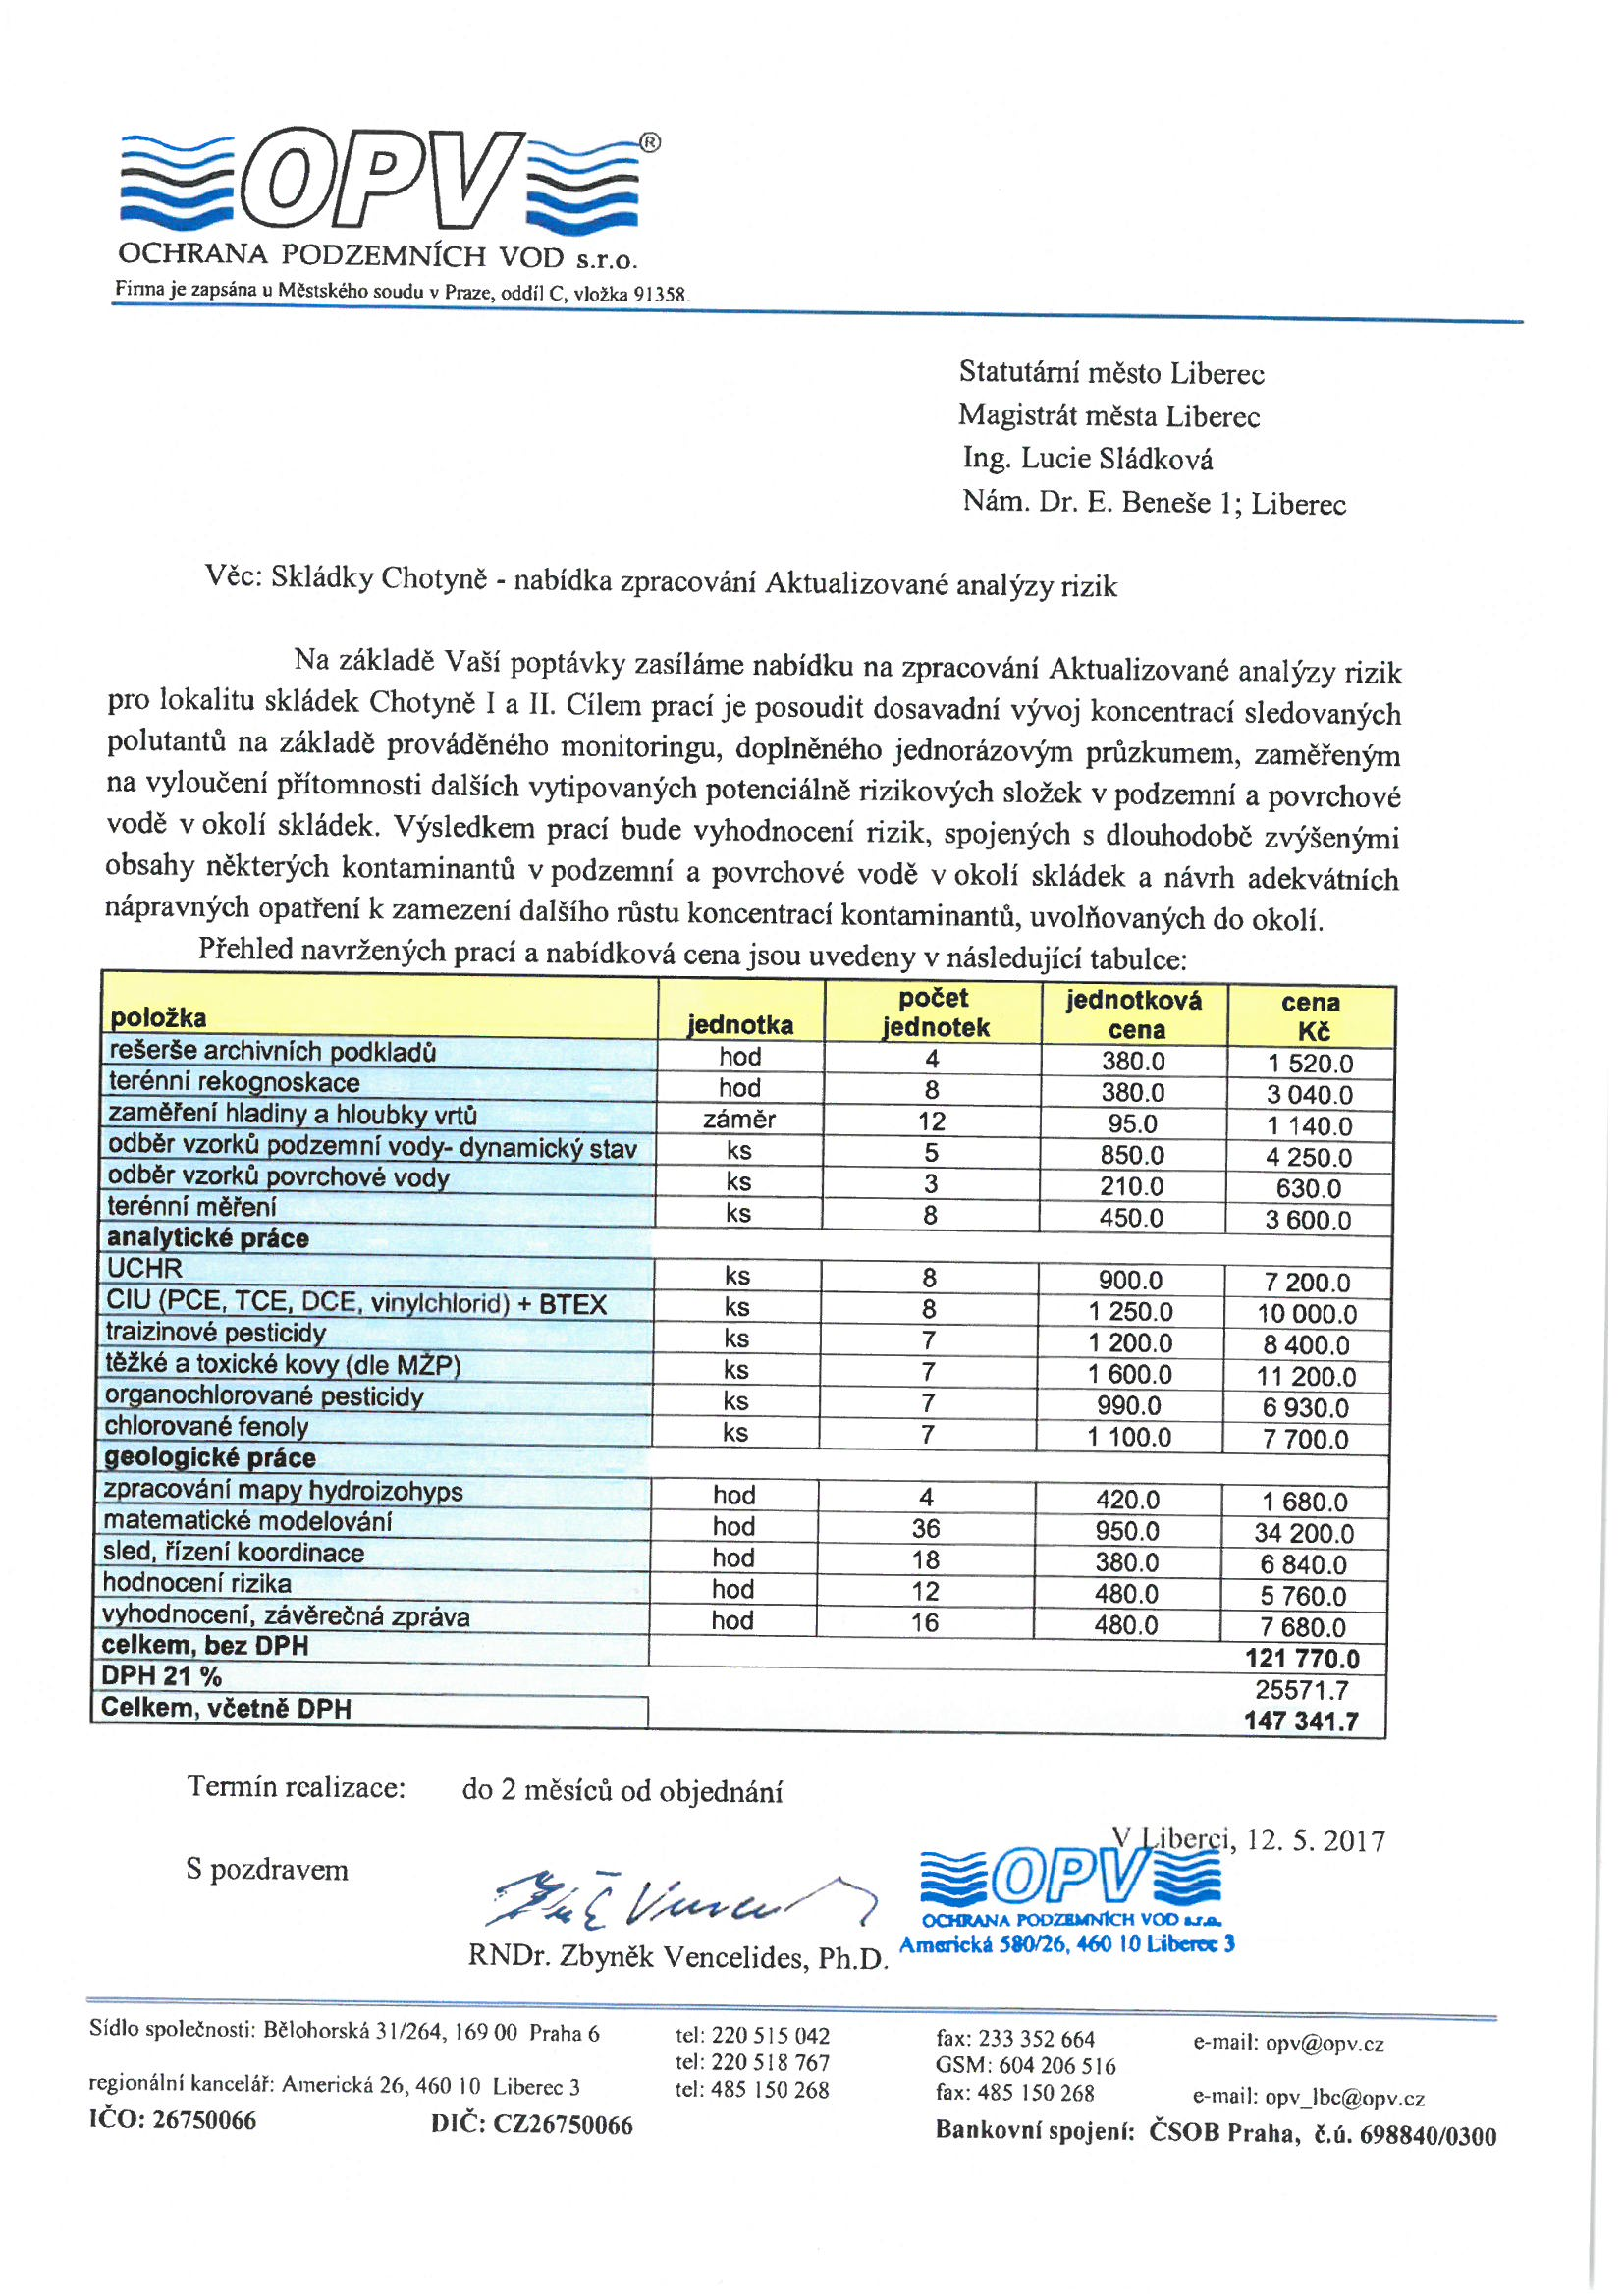 OPV®
OCHRANA PODZEMNÍCH VOD s.r.o.
Firma je zapsána u Městského soudu v Praze, oddíl C, vložka 91358.
Statutární město Liberec
Magistrát města Liberec
Ing. Lucie Sládková
Nám. Dr. E. Beneše 1; Liberec
Věc: Skládky Chotyně - nabídka zpracování Aktualizované analýzy rizik
Na základě Vaší poptávky zasíláme nabídku na zpracování Aktualizované analýzy rizik
pro lokalitu skládek Chotyně I a II. Cílem prací je posoudit dosavadní vývoj koncentrací sledovaných
polutantů na základě prováděného monitoringu, doplněného jednorázovým průzkumem, zaměřeným
na vyloučení přítomnosti dalších vytipovaných potenciálně rizikových složek v podzemní a povrchové
vodě v okolí skládek. Výsledkem prací bude vyhodnocení rizik, spojených s dlouhodobě zvýšenými
obsahy některých kontaminantů v podzemní a povrchové vodě v okolí skládek a návrh adekvátních
nápravných opatření k zamezení dalšího růstu koncentrací kontaminantů, uvolňovaných do okolí.
Přehled navržených prací a nabídková cena jsou uvedeny v následující tabulce:
položka jednotka počet jednotek jednotková cena cena Kč
rešerše archivních podkladů hod 4 380.0 1 520.0
terénní rekognoskace hod 8 380.0 3 040.0
zaměření hladiny a hloubky vrtů záměr 12 95.0 1 140.0
odběr vzorků podzemní vody- dynamický stav ks 5 850.0 4 250.0
odběr vzorků povrchové vody ks 3 210.0 630.0
terénní měření ks 8 450.0 3 600.0
analytické práce
UCHR ks 8 900.0 7 200.0
CIU (PCE, TCE, DCE, vinylchlorid) + BTEX ks 8 1 250.0 10 000.0
traizinové pesticidy ks 7 1 200.0 8 400.0
těžké a toxické kovy (dle MŽP) ks 7 1 600.0 11 200.0
organochlorované pesticidy ks 7 990.0 6 930.0
chlorované fenoly ks 7 1 100.0 7 700.0
geologické práce
zpracování mapy hydroizohyps hod 4 420.0 1 680.0
matematické modelování hod 36 950.0 34 200.0
sled, řízení koordinace hod 18 380.0 6 840.0
hodnocení rizika hod 12 480.0 5 760.0
vyhodnocení, závěrečná zpráva hod 16 480.0 7 680.0
celkem, bez DPH 121 770.0
DPH 21 % 25571.7
Celkem, včetně DPH 147 341.7
Termín realizace: do 2 měsíců od objednání
V Liberci, 12. 5. 2017
S pozdravem
OPV
OCHRANA PODZEMNÍCH VOD s.r.o.
Americká 580/26, 460 10 Liberec 3
RNDr. Zbyněk Vencelides, Ph.D.
Sídlo společnosti: Bělohorská 31/264, 169 00 Praha 6 tel: 220 515 042 fax: 233 352 664 e-mail: opv@opv.cz
tel: 220 518 767 GSM: 604 206 516
regionální kancelář: Americká 26, 460 10 Liberec 3 tel: 485 150 268 fax: 485 150 268 e-mail: opv_lbc@opv.cz
IČO: 26750066 DIČ: CZ26750066 Bankovní spojení: ČSOB Praha, č.ú. 698840/0300